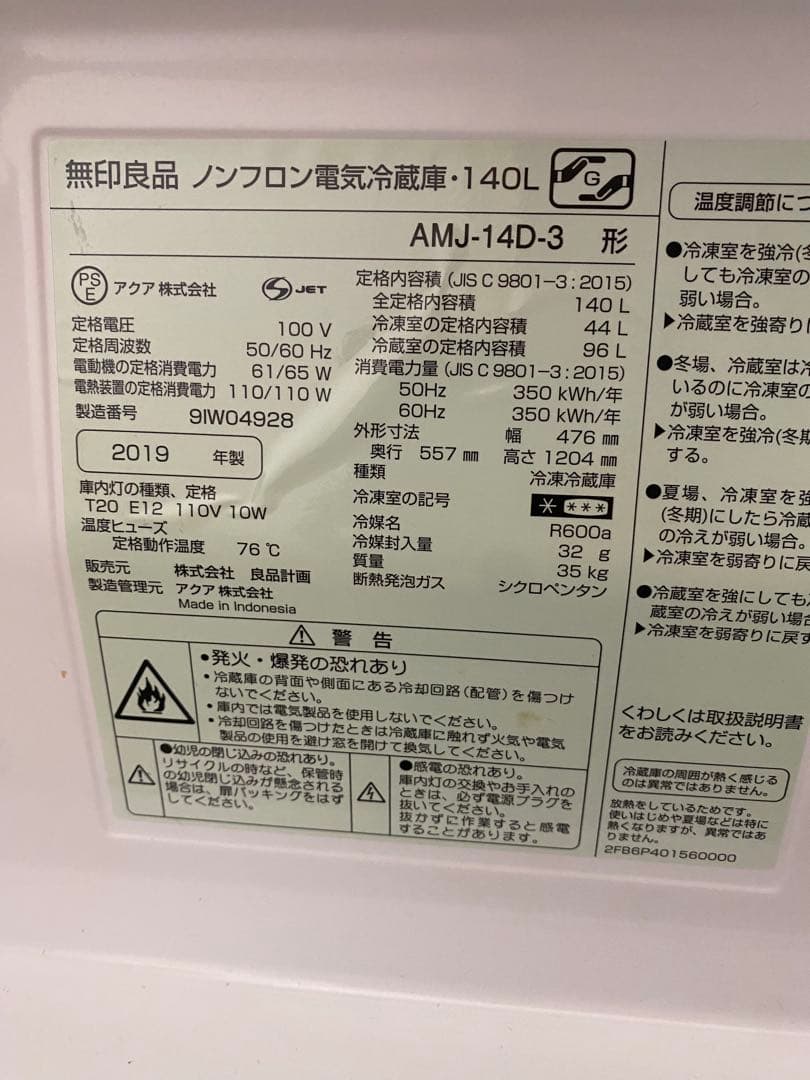 無印良品 ノンフロン電気冷蔵庫・140L
G
AMJ-14D-3 形
PS
E
アクア 株式会社
S JET
定格電圧 100 V
定格周波数 50/60 Hz
電動機の定格消費電力 61/65 W
電熱装置の定格消費電力 110/110 W
製造番号 9IW04928
2019 年製
庫内灯の種類、定格
T20 E12 110V 10W
温度ヒューズ
定格動作温度 76 ℃
販売元 株式会社 良品計画
製造管理元 アクア 株式会社
Made in Indonesia
定格内容積 (JIS C 9801-3:2015)
全定格内容積 140 L
冷凍室の定格内容積 44 L
冷蔵室の定格内容積 96 L
消費電力量 (JIS C 9801-3:2015)
50Hz 350 kWh/年
60Hz 350 kWh/年
外形寸法 幅 476 ㎜
奥行 557 ㎜ 高さ 1204 ㎜
種類 冷凍冷蔵庫
冷凍室の記号 * ***
冷媒名 R600a
冷媒封入量 32 g
質量 35 kg
断熱発泡ガス シクロペンタン
警 告
●発火・爆発の恐れあり
・冷蔵庫の背面や側面にある冷却回路(配管)を傷つけ
ないでください。
・庫内では電気製品を使用しないでください。
・冷却回路を傷つけたときは冷蔵庫に触れず火気や電気
製品の使用を避け窓を開けて換気してください。
●幼児の閉じ込みの恐れあり。
リサイクルの時など、保管時
の幼児閉じ込みが懸念される
場合は、扉パッキングをはず
してください。
●感電の恐れあり。
庫内灯の交換やお手入れの
ときは、必ず電源プラグを
抜いてください。
抜かずに作業すると感電
することがあります。
温度調節につ
●冷凍室を強冷(冬
しても冷凍室の
弱い場合。
▶冷蔵室を強寄りに
●冬場、冷蔵室は冷
いるのに冷凍室の
が弱い場合。
▶冷凍室を強冷(冬期
する。
●夏場、冷凍室を強
(冬期)にしたら冷蔵
の冷えが弱い場合。
▶冷凍室を弱寄りに戻
●冷蔵室を強にしても
蔵室の冷えが弱い場合
▶冷凍室を弱寄りに戻す
くわしくは取扱説明書
をお読みください。
冷蔵庫の周囲が熱く感じる
のは異常ではありません。
放熱をしているためです。
使いはじめや夏場などは特に
熱くなりますが、異常ではあ
りません。
2FB6P401560000